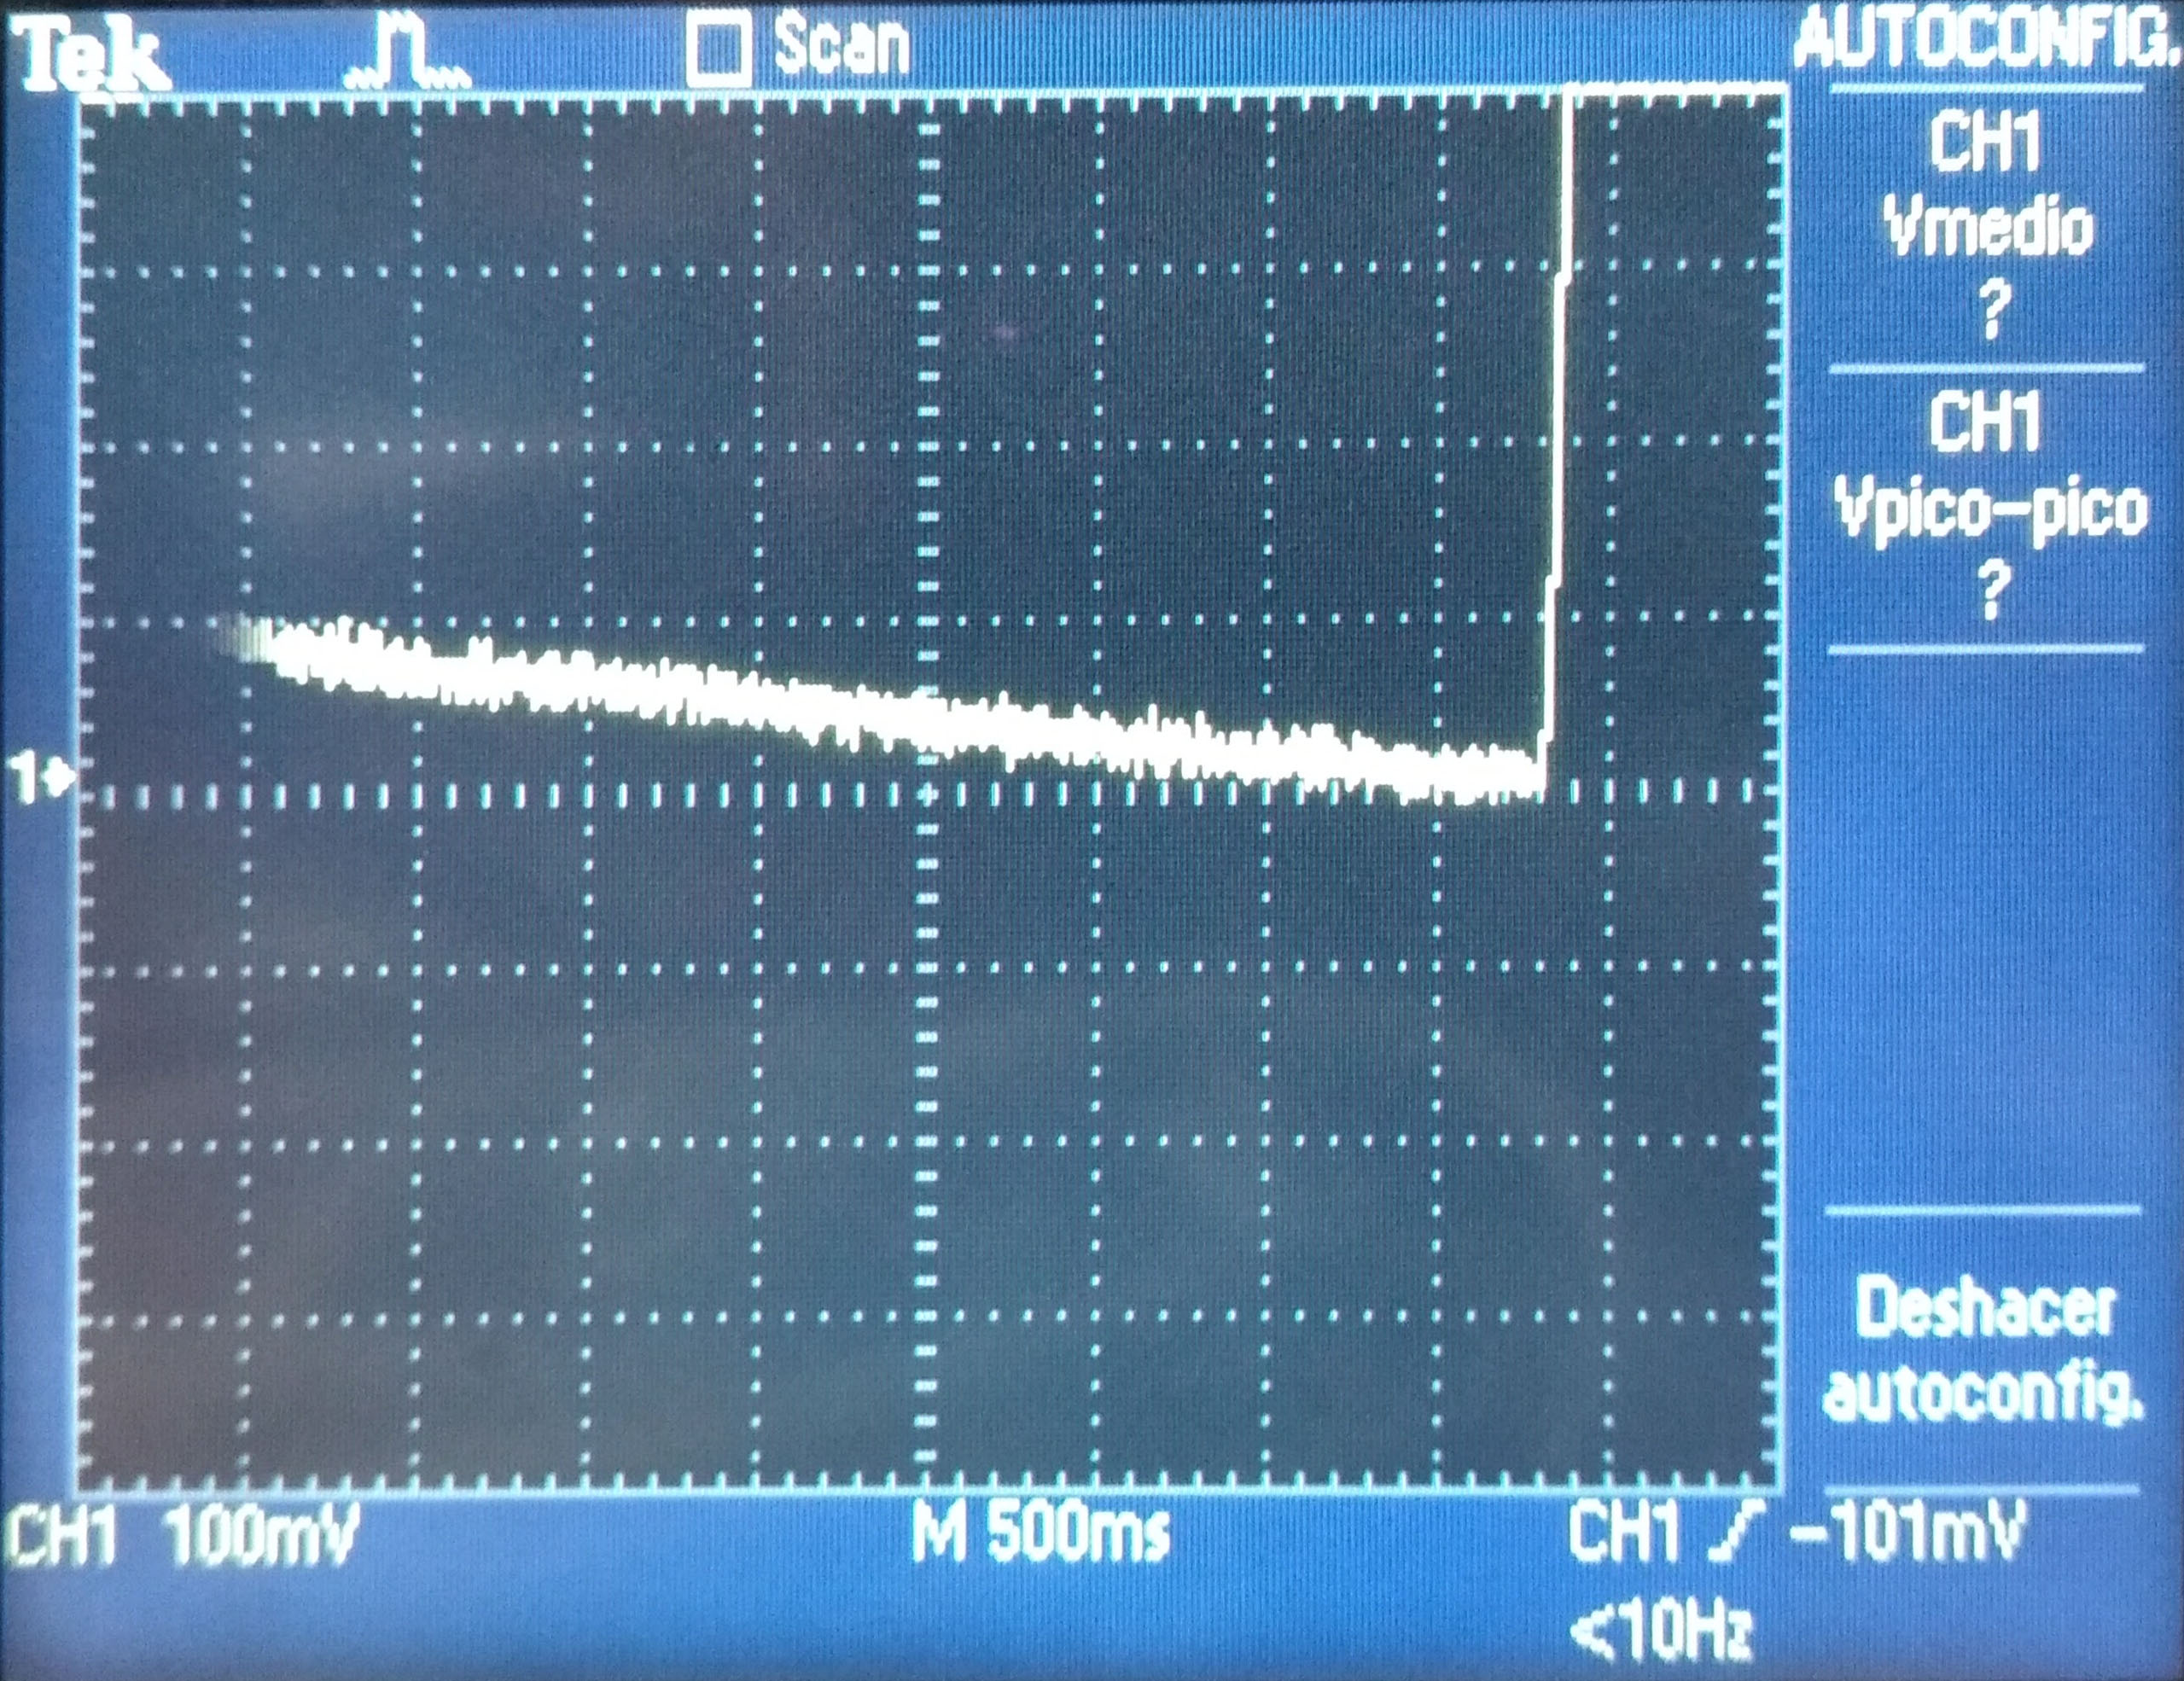 Tek Scan AUTOCONFIG.
CH1
Vmedio
?
CH1
Vpico-pico
?
1
Deshacer
autoconfig.
CH1 100mV M 500ms CH1 -101mV
<10Hz